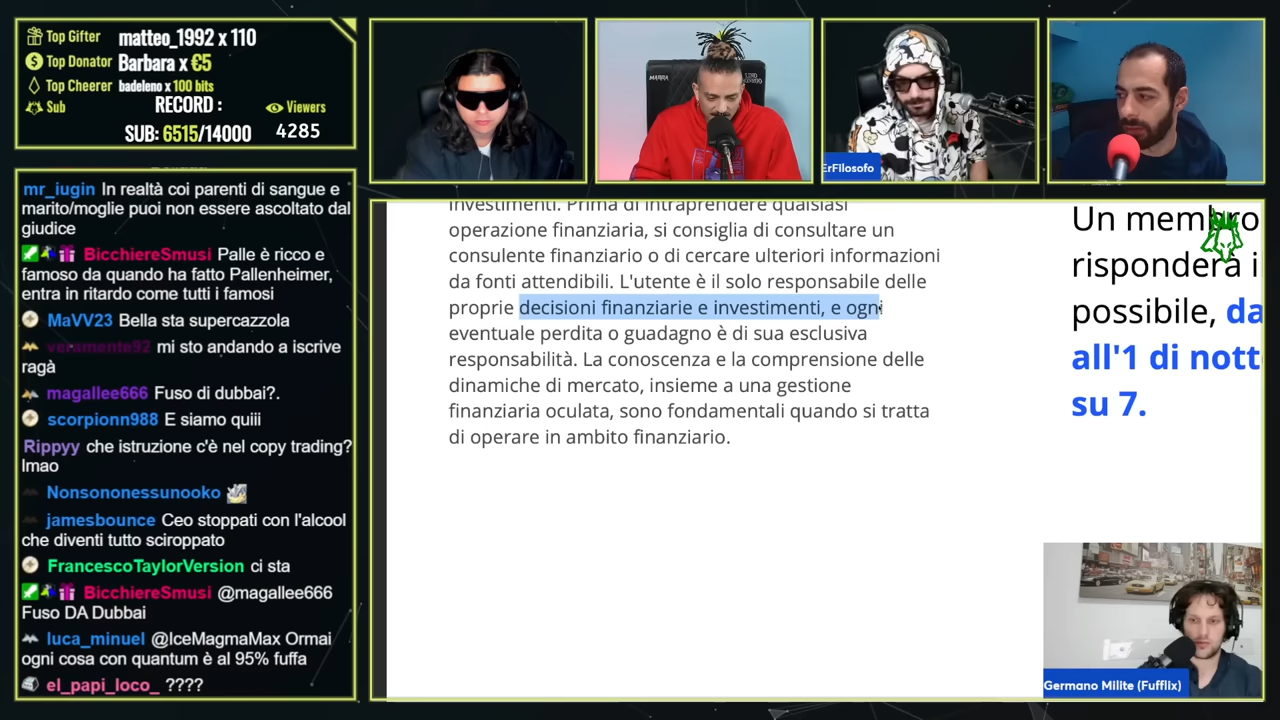 Top Gifter matteo_1992 x 110
Top Donator Barbara x €5
Top Cheerer badeleno x 100 bits
Sub RECORD : Viewers
SUB: 6515/14000 4285
mr_iugin In realtà coi parenti di sangue e
marito/moglie puoi non essere ascoltato dal
giudice
BicchiereSmusi Palle è ricco e
famoso da quando ha fatto Pallenheimer,
entra in ritardo come tutti i famosi
MaVV23 Bella sta supercazzola
veramente92 mi sto andando a iscrive
ragà
magallee666 Fuso di dubbai?.
scorpionn988 E siamo quiii
Rippyy che istruzione c'è nel copy trading?
lmao
Nonsononessunooko
jamesbounce Ceo stoppati con l'alcool
che diventi tutto sciroppato
FrancescoTaylorVersion ci sta
BicchiereSmusi @magallee666
Fuso DA Dubbai
luca_minuel @IceMagmaMax Ormai
ogni cosa con quantum è al 95% fuffa
el_papi_loco_ ????
MARRA
ErFIlosofo
investimenti. Prima di intraprendere qualsiasi
operazione finanziaria, si consiglia di consultare un
consulente finanziario o di cercare ulteriori informazioni
da fonti attendibili. L'utente è il solo responsabile delle
proprie decisioni finanziarie e investimenti, e ogni
eventuale perdita o guadagno è di sua esclusiva
responsabilità. La conoscenza e la comprensione delle
dinamiche di mercato, insieme a una gestione
finanziaria oculata, sono fondamentali quando si tratta
di operare in ambito finanziario.
Un membro
risponderà i
possibile, da
all'1 di nott
su 7.
Germano Milite (Fufflix)